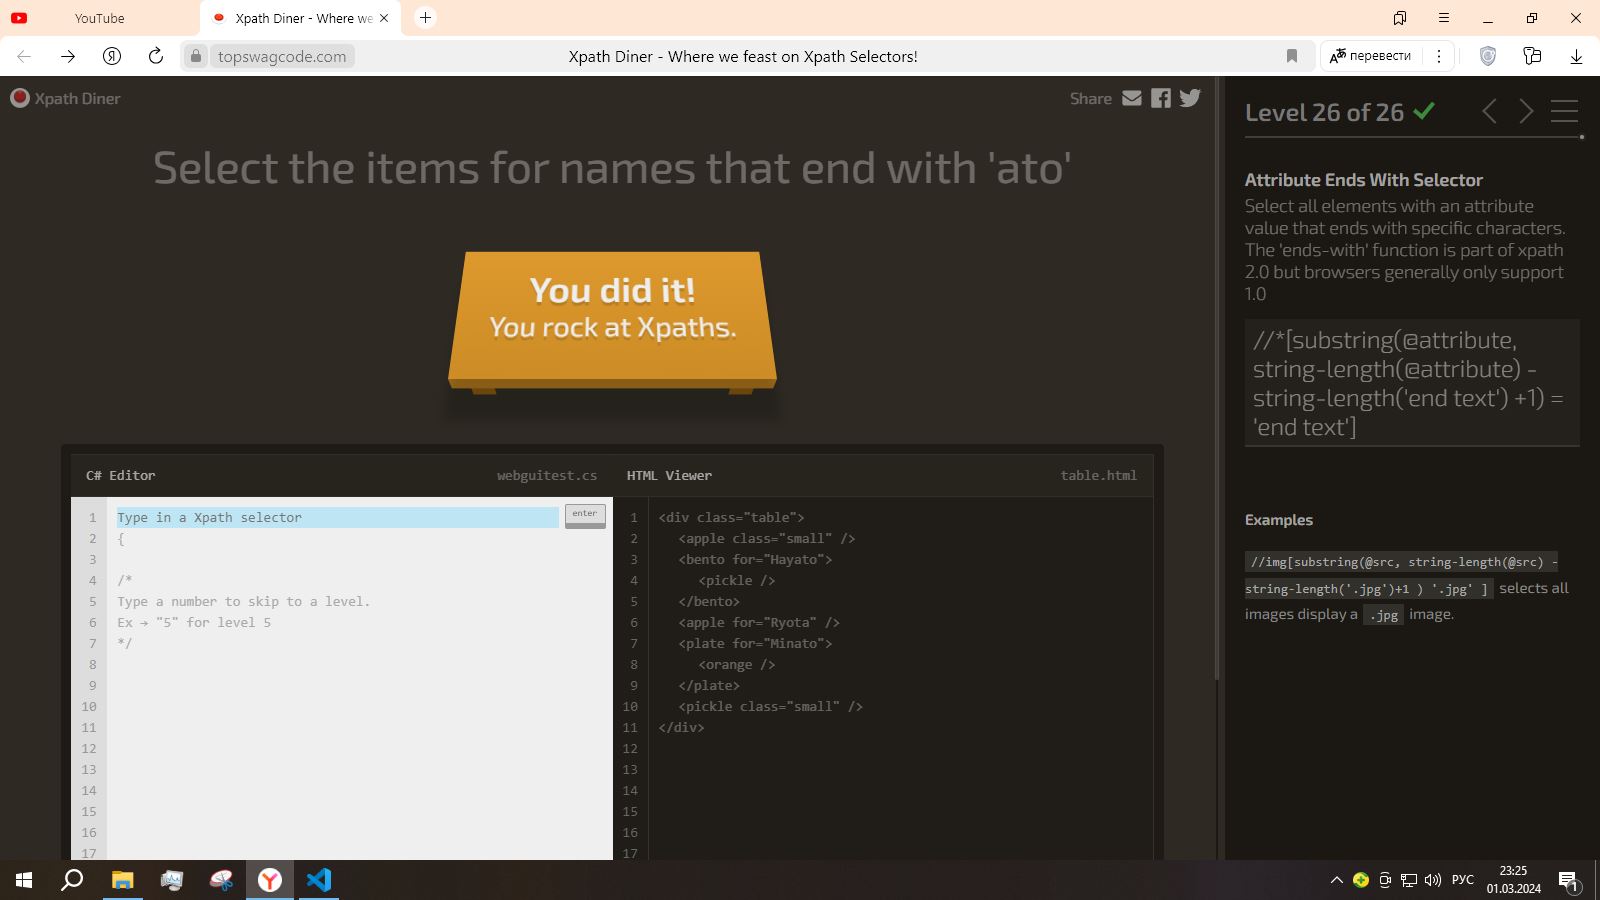 YouTube
Xpath Diner - Where we
topswagcode.com
Xpath Diner - Where we feast on Xpath Selectors!
перевести
Xpath Diner
Share
Select the items for names that end with 'ato'
You did it!
You rock at Xpaths.
C# Editor
webguitest.cs
HTML Viewer
table.html
1
Type in a Xpath selector
enter
2
{
3
4
/*
5
Type a number to skip to a level.
6
Ex → "5" for level 5
7
*/
8
9
10
11
12
13
14
15
16
17
1
<div class="table">
2
<apple class="small" />
3
<bento for="Hayato">
4
<pickle />
5
</bento>
6
<apple for="Ryota" />
7
<plate for="Minato">
8
<orange />
9
</plate>
10
<pickle class="small" />
11
</div>
12
13
14
15
16
17
Level 26 of 26
Attribute Ends With Selector
Select all elements with an attribute
value that ends with specific characters.
The 'ends-with' function is part of xpath
2.0 but browsers generally only support
1.0
//*[substring(@attribute,
string-length(@attribute) -
string-length('end text') +1) =
'end text']
Examples
//img[substring(@src, string-length(@src) -
string-length('.jpg')+1 ) '.jpg' ] selects all
images display a .jpg image.
РУС
23:25
01.03.2024
1